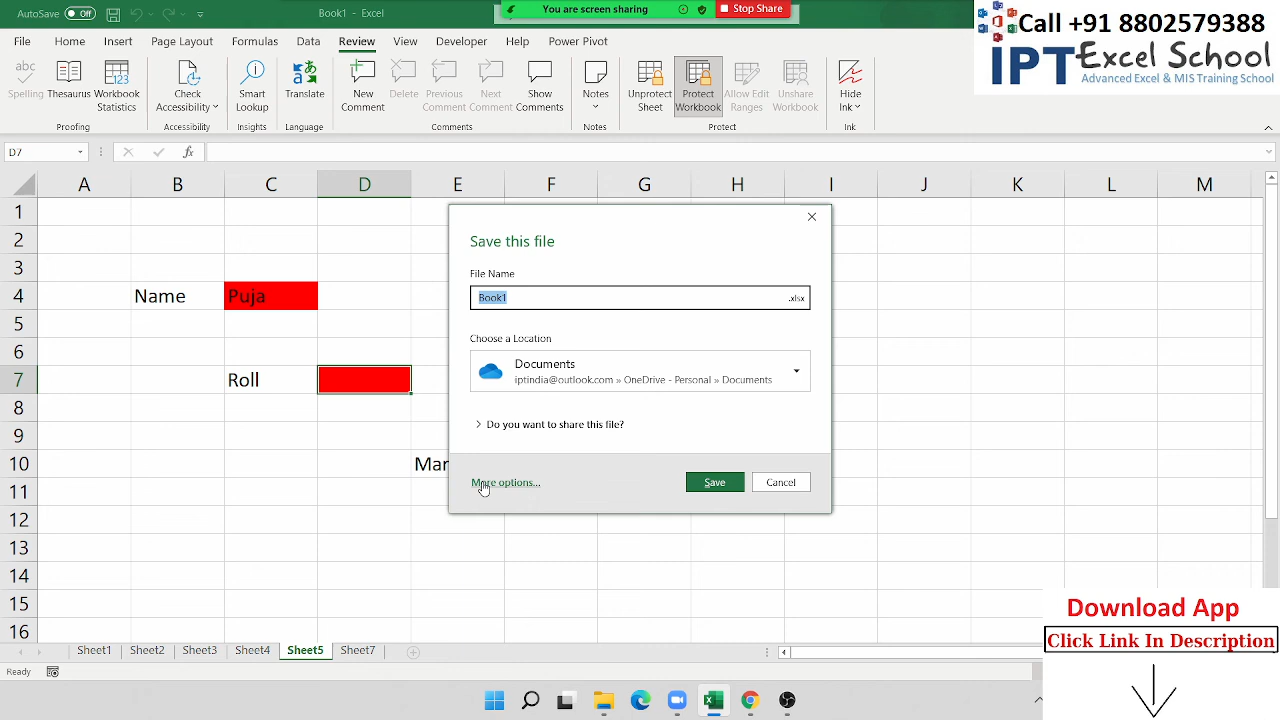 AutoSave Off
Book1 - Excel
You are screen sharing
Stop Share
Call +91 8802579388
IPT Excel School
Advanced Excel & MIS Training School
File Home Insert Page Layout Formulas Data Review View Developer Help Power Pivot
Spelling
Thesaurus
Workbook Statistics
Check Accessibility
Smart Lookup
Translate
New Comment
Delete
Previous Comment
Next Comment
Show Comments
Notes
Unprotect Sheet
Protect Workbook
Allow Edit Ranges
Unshare Workbook
Hide Ink
Proofing Accessibility Insights Language Comments Notes Protect Ink
D7
fx
A B C D E F G H I J K L M
1
2
3
4 Name Puja
5
6
7 Roll
8
9
10 Mar
11
12
13
14
15
16
Save this file
File Name
Book1 .xlsx
Choose a Location
Documents
iptindia@outlook.com » OneDrive - Personal » Documents
Do you want to share this file?
More options...
Save
Cancel
Download App
Click Link In Description
Sheet1 Sheet2 Sheet3 Sheet4 Sheet5 Sheet7
Ready